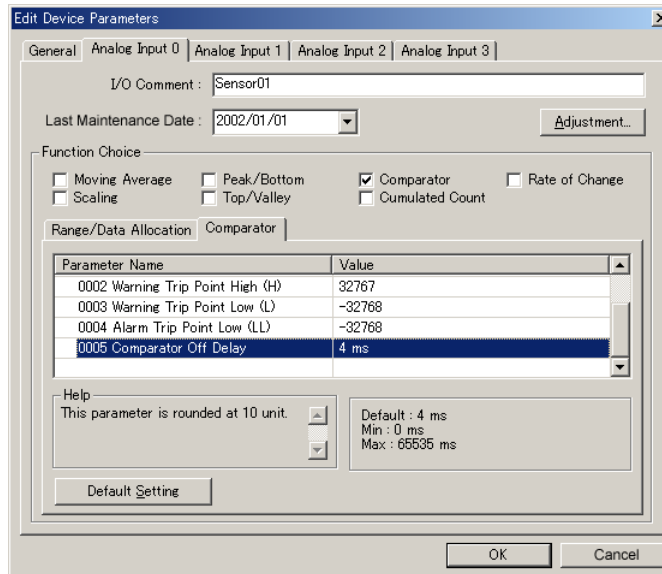 Edit Device Parameters
General Analog Input 0 Analog Input 1 Analog Input 2 Analog Input 3
I/O Comment : Sensor01
Last Maintenance Date : 2002/01/01 Adjustment...
Function Choice
Moving Average Peak/Bottom Comparator Rate of Change
Scaling Top/Valley Cumulated Count
Range/Data Allocation Comparator
Parameter Name Value
0002 Warning Trip Point High (H) 32767
0003 Warning Trip Point Low (L) -32768
0004 Alarm Trip Point Low (LL) -32768
0005 Comparator Off Delay 4 ms
Help
This parameter is rounded at 10 unit.
Default : 4 ms
Min : 0 ms
Max : 65535 ms
Default Setting
OK Cancel